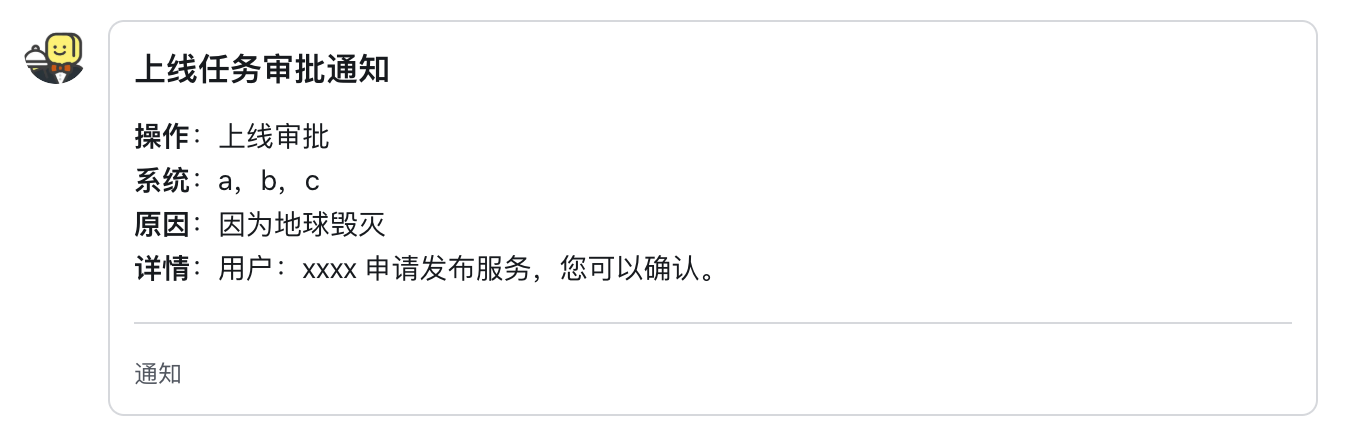 上线任务审批通知
操作：上线审批
系统：a，b，c
原因：因为地球毁灭
详情：用户：xxxx 申请发布服务，您可以确认。
通知